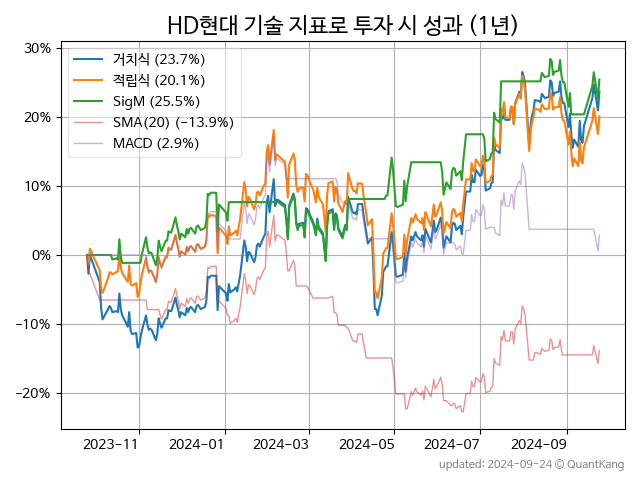 HD현대 기술 지표로 투자 시 성과 (1년)
30%
20%
10%
0%
−10%
−20%
거치식 (23.7%)
적립식 (20.1%)
SigM (25.5%)
SMA(20) (−13.9%)
MACD (2.9%)
2023-11 2024-01 2024-03 2024-05 2024-07 2024-09
updated: 2024-09-24 © QuantKang